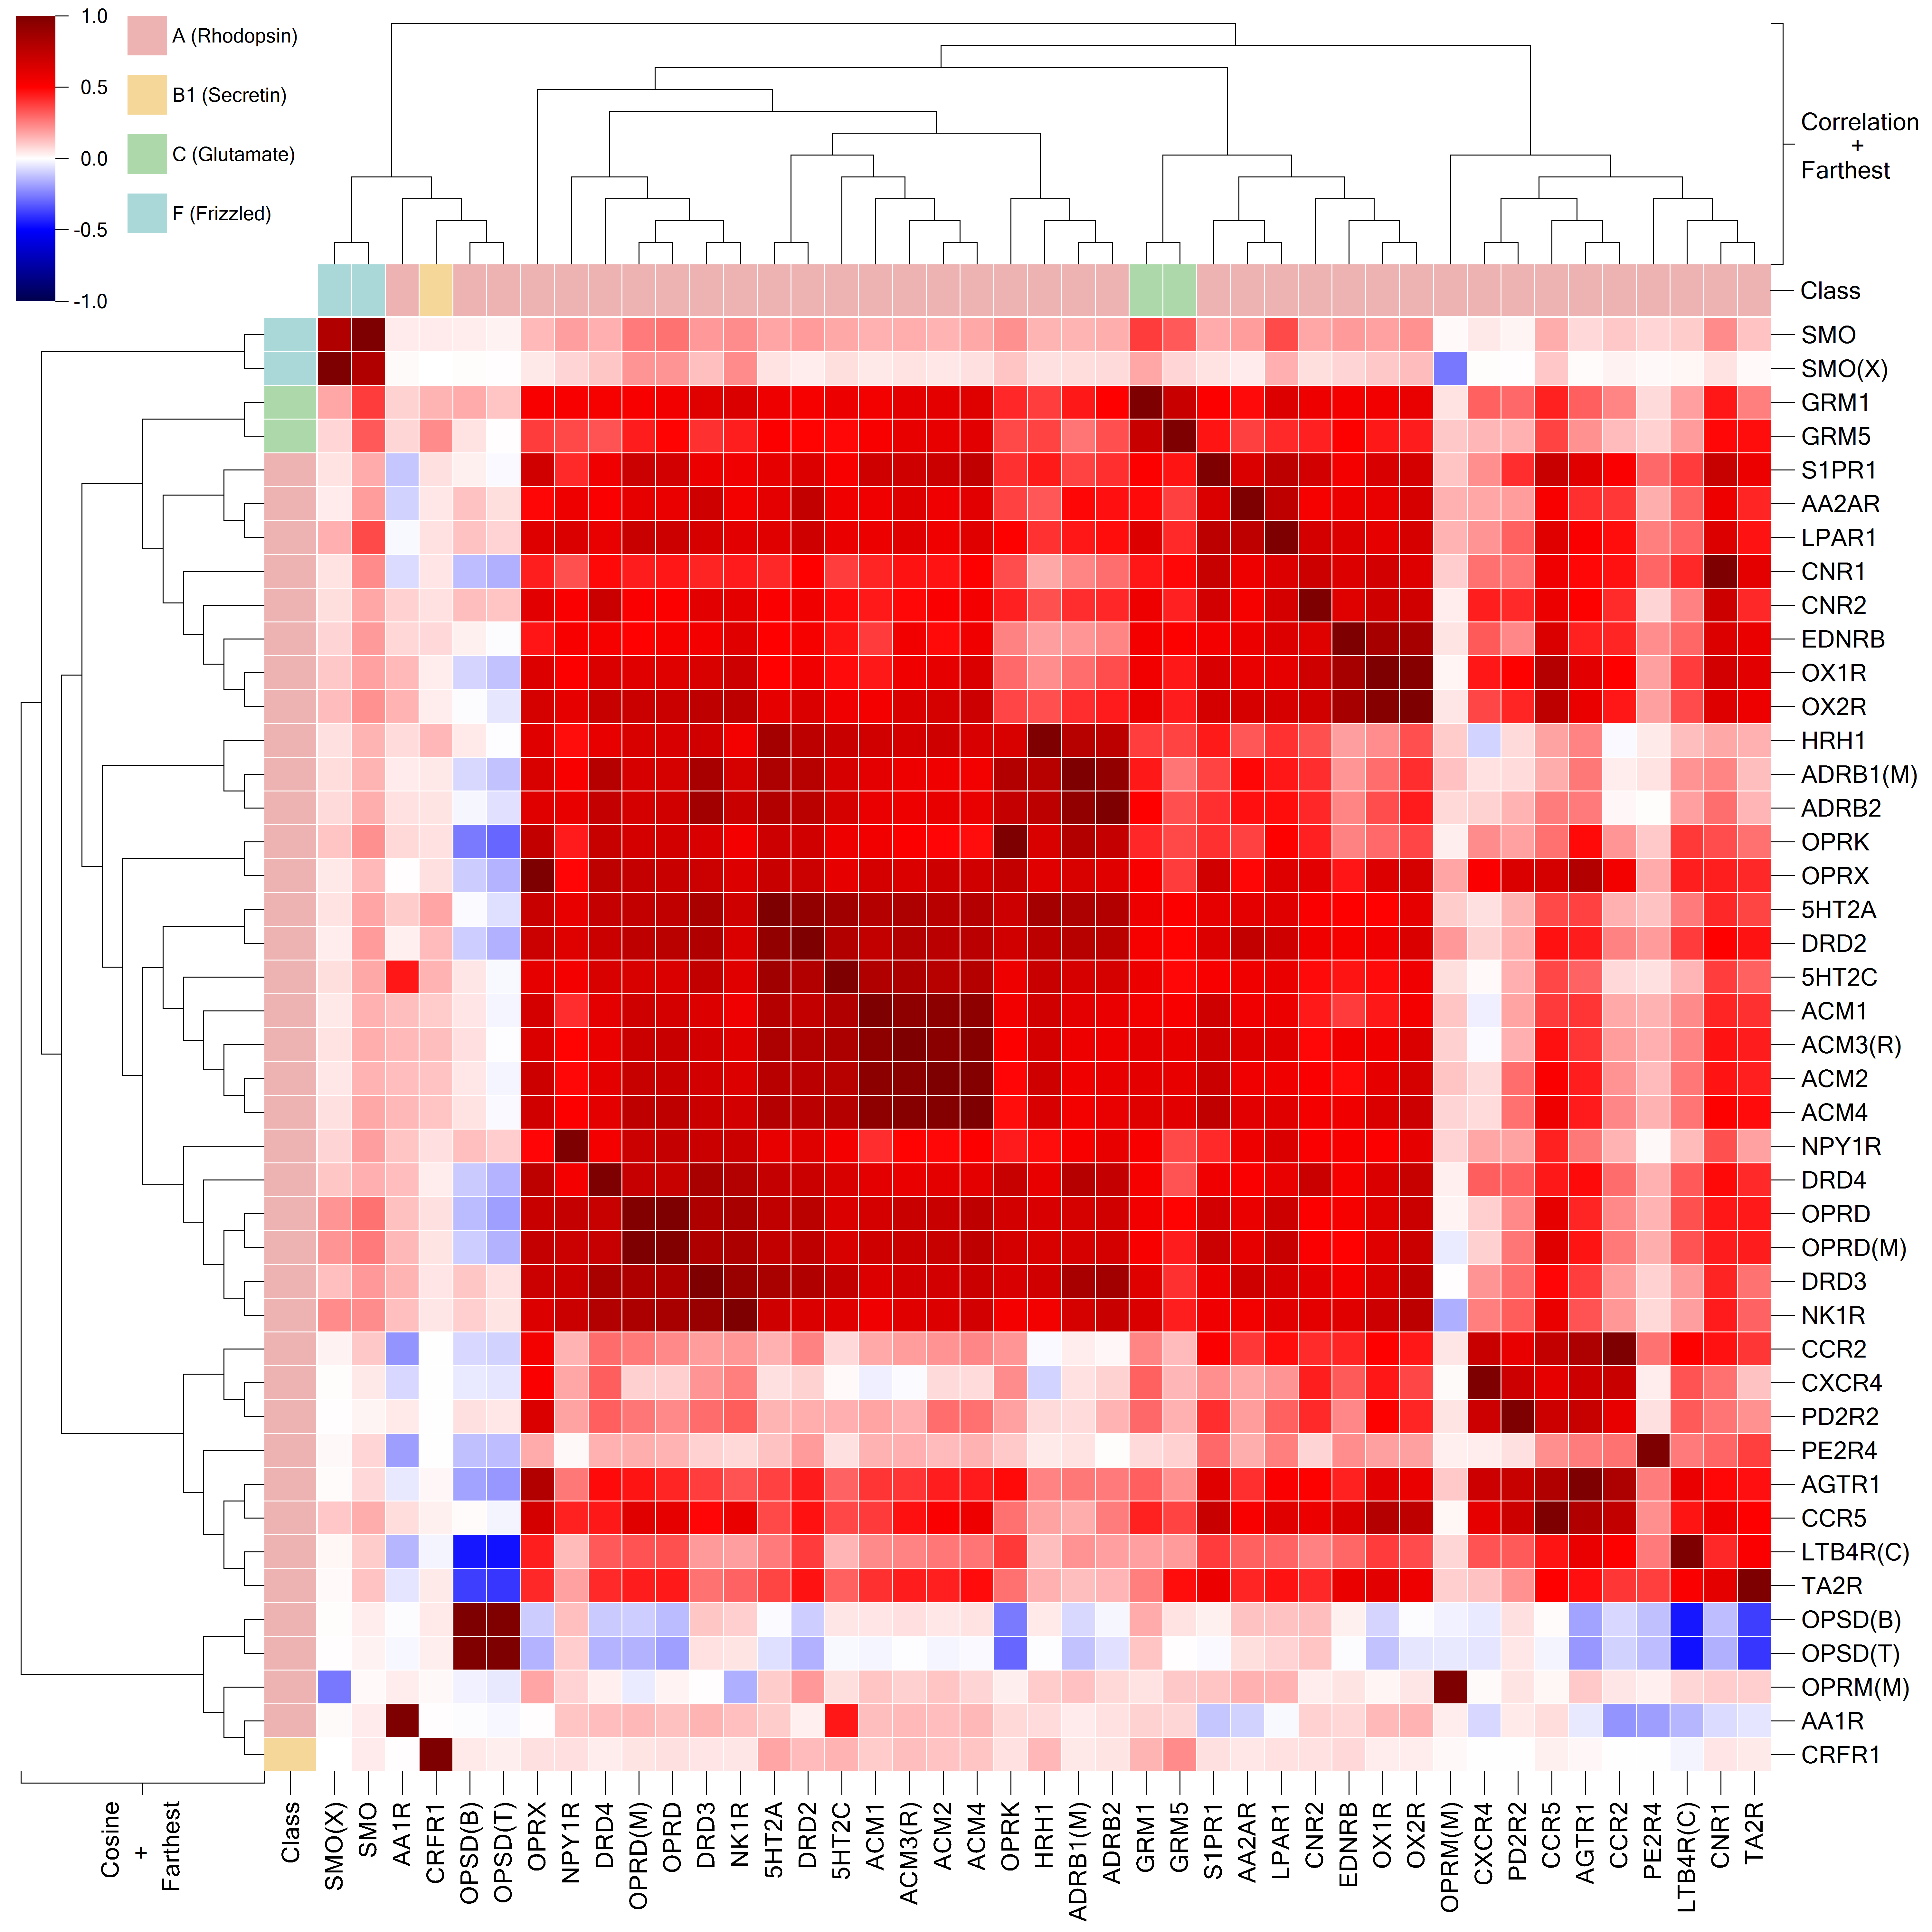 1.0
0.5
0.0
-0.5
-1.0
A (Rhodopsin)
B1 (Secretin)
C (Glutamate)
F (Frizzled)
Correlation
+
Farthest
Class
SMO
SMO(X)
GRM1
GRM5
S1PR1
AA2AR
LPAR1
CNR1
CNR2
EDNRB
OX1R
OX2R
HRH1
ADRB1(M)
ADRB2
OPRK
OPRX
5HT2A
DRD2
5HT2C
ACM1
ACM3(R)
ACM2
ACM4
NPY1R
DRD4
OPRD
OPRD(M)
DRD3
NK1R
CCR2
CXCR4
PD2R2
PE2R4
AGTR1
CCR5
LTB4R(C)
TA2R
OPSD(B)
OPSD(T)
OPRM(M)
AA1R
CRFR1
Cosine
+
Farthest
Class
SMO(X)
SMO
AA1R
CRFR1
OPSD(B)
OPSD(T)
OPRX
NPY1R
DRD4
OPRD(M)
OPRD
DRD3
NK1R
5HT2A
DRD2
5HT2C
ACM1
ACM3(R)
ACM2
ACM4
OPRK
HRH1
ADRB1(M)
ADRB2
GRM1
GRM5
S1PR1
AA2AR
LPAR1
CNR2
EDNRB
OX1R
OX2R
OPRM(M)
CXCR4
PD2R2
CCR5
AGTR1
CCR2
PE2R4
LTB4R(C)
CNR1
TA2R